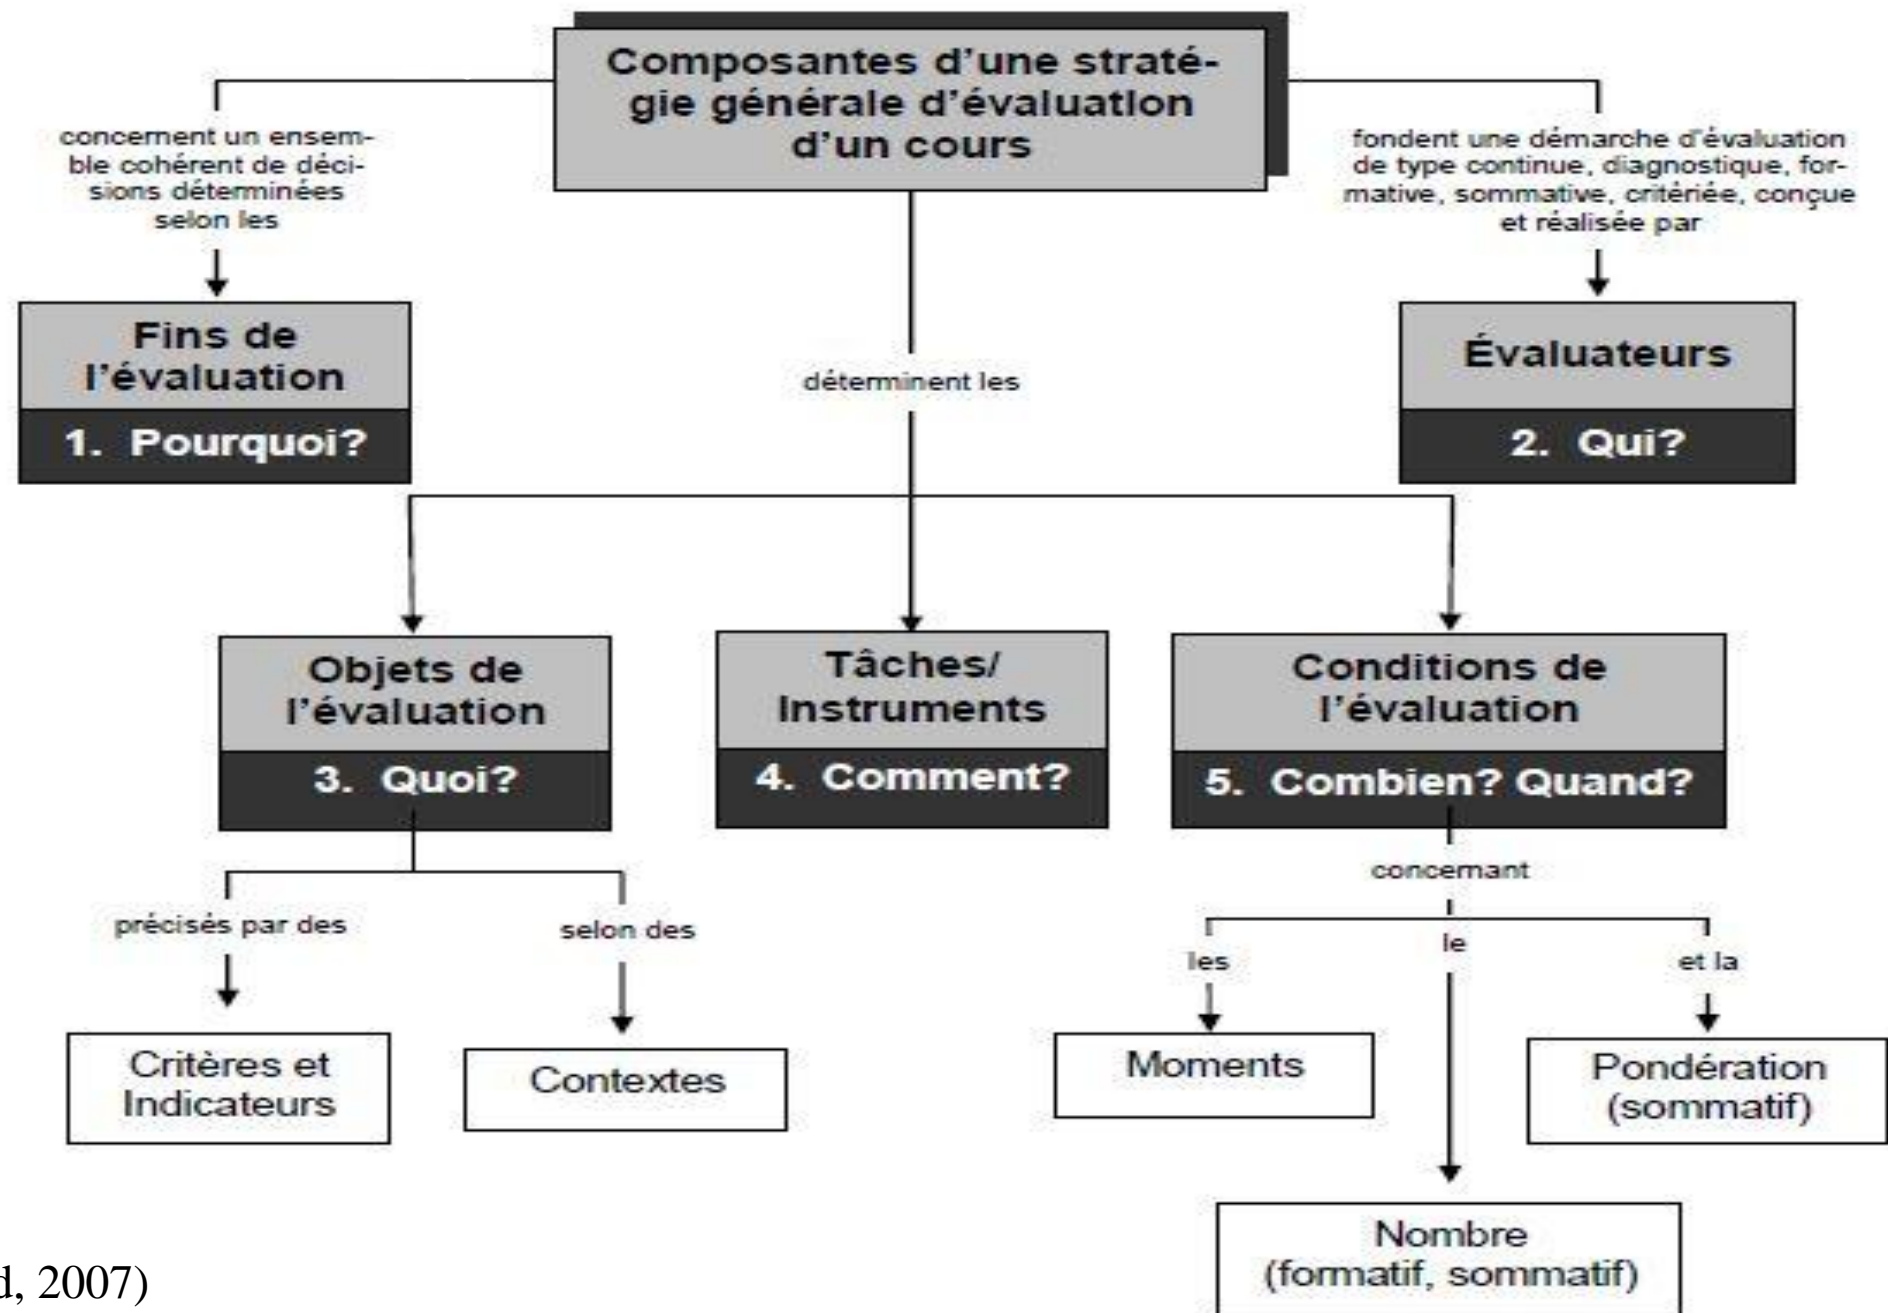 Composantes d'une straté-
gie générale d'évaluation
d'un cours
concernent un ensem-
ble cohérent de déci-
sions déterminées
selon les
fondent une démarche d'évaluation
de type continue, diagnostique, for-
mative, sommative, critériée, conçue
et réalisée par
Fins de
l'évaluation
1. Pourquoi?
déterminent les
Évaluateurs
2. Qui?
Objets de
l'évaluation
3. Quoi?
Tâches/
Instruments
4. Comment?
Conditions de
l'évaluation
5. Combien? Quand?
précisés par des
selon des
concernant
les
le
et la
Critères et
Indicateurs
Contextes
Moments
Pondération
(sommatif)
Nombre
(formatif, sommatif)
, 2007)